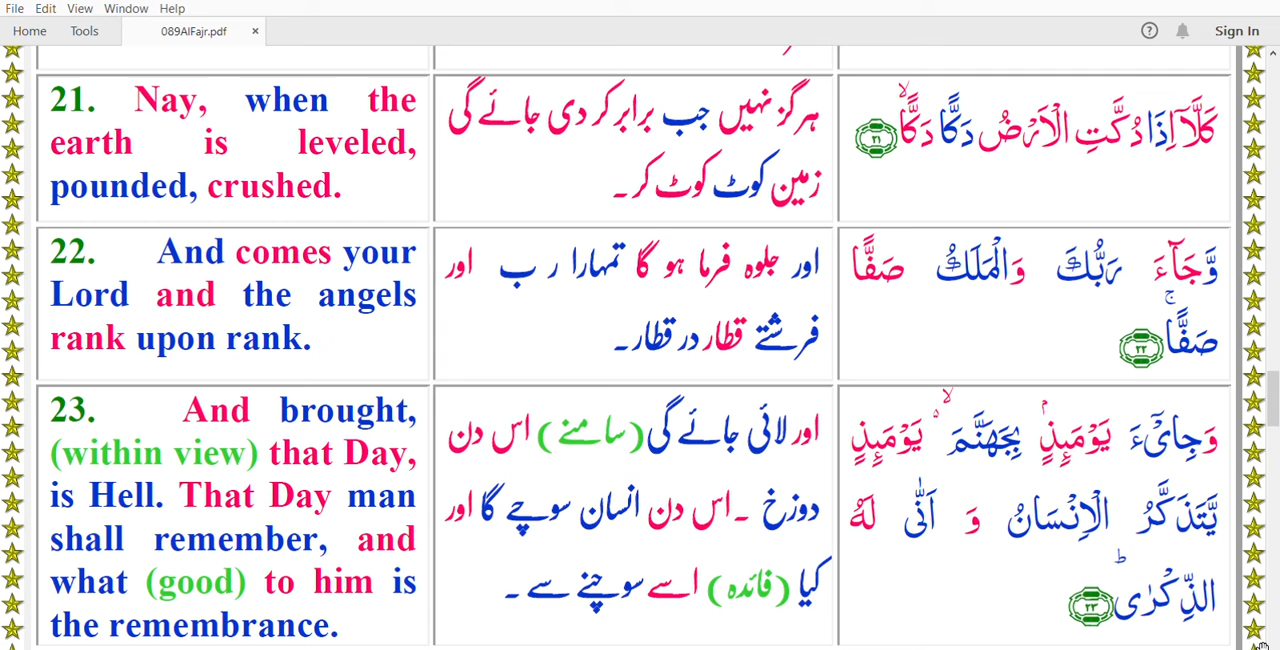 File Edit View Window Help
Home Tools 089AlFajr.pdf × Sign In
21. Nay, when the
earth is leveled,
pounded, crushed.
ہرگز نہیں جب برابر کر دی جائے گی
زمین کوٹ کوٹ کر۔
كَلَّاۤ اِذَا دُكَّتِ الْاَرْضُ دَكًّا دَكًّاۙ ۲۱
22. And comes your
Lord and the angels
rank upon rank.
اور جلوہ فرما ہو گا تمہارا رب اور
فرشتے قطار در قطار۔
وَّجَآءَ رَبُّكَ وَالْمَلَكُ صَفًّا
صَفًّاۚ ۲۲
23. And brought,
(within view) that Day,
is Hell. That Day man
shall remember, and
what (good) to him is
the remembrance.
اور لائی جائے گی (سامنے) اس دن
دوزخ ۔اس دن انسان سوچے گا اور
کیا (فائدہ) اسے سوچنے سے ۔
وَجِایْٓءَ يَوْمَئِذٍۭ بِجَهَنَّمَ ۙ يَوْمَئِذٍ
يَّتَذَكَّرُ الْاِنْسَانُ وَ اَنّٰى لَهُ
الذِّكْرٰىؕ ۲۳